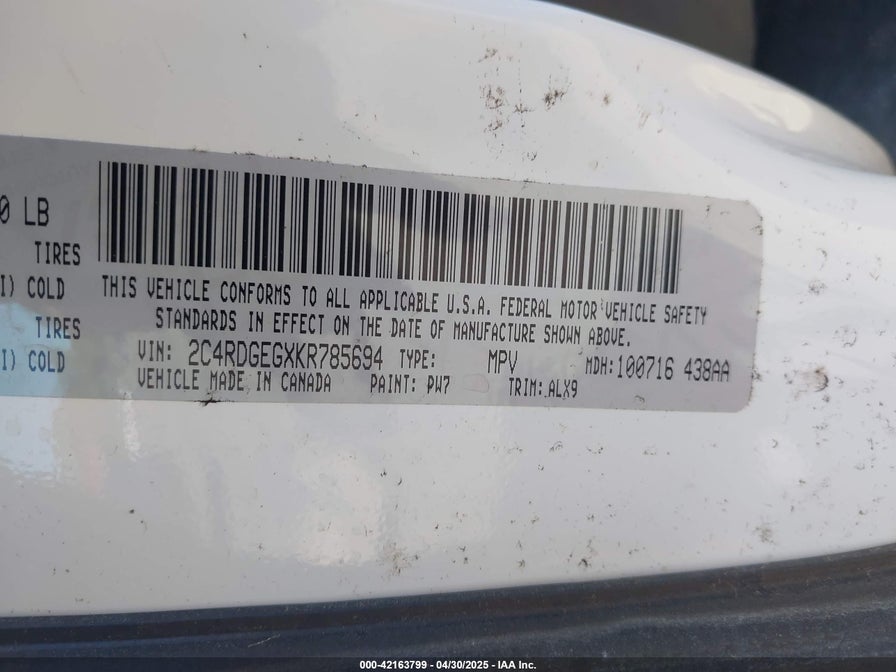 0 LB
TIRES
I) COLD
TIRES
I) COLD
THIS VEHICLE CONFORMS TO ALL APPLICABLE U.S.A. FEDERAL MOTOR VEHICLE SAFETY
STANDARDS IN EFFECT ON THE DATE OF MANUFACTURE SHOWN ABOVE.
VIN: 2C4RDGEGXKR785694 TYPE: MPV MDH:100716 438AA
VEHICLE MADE IN CANADA PAINT: PW7 TRIM: ALX9
000-42163799 - 04/30/2025 - IAA Inc.